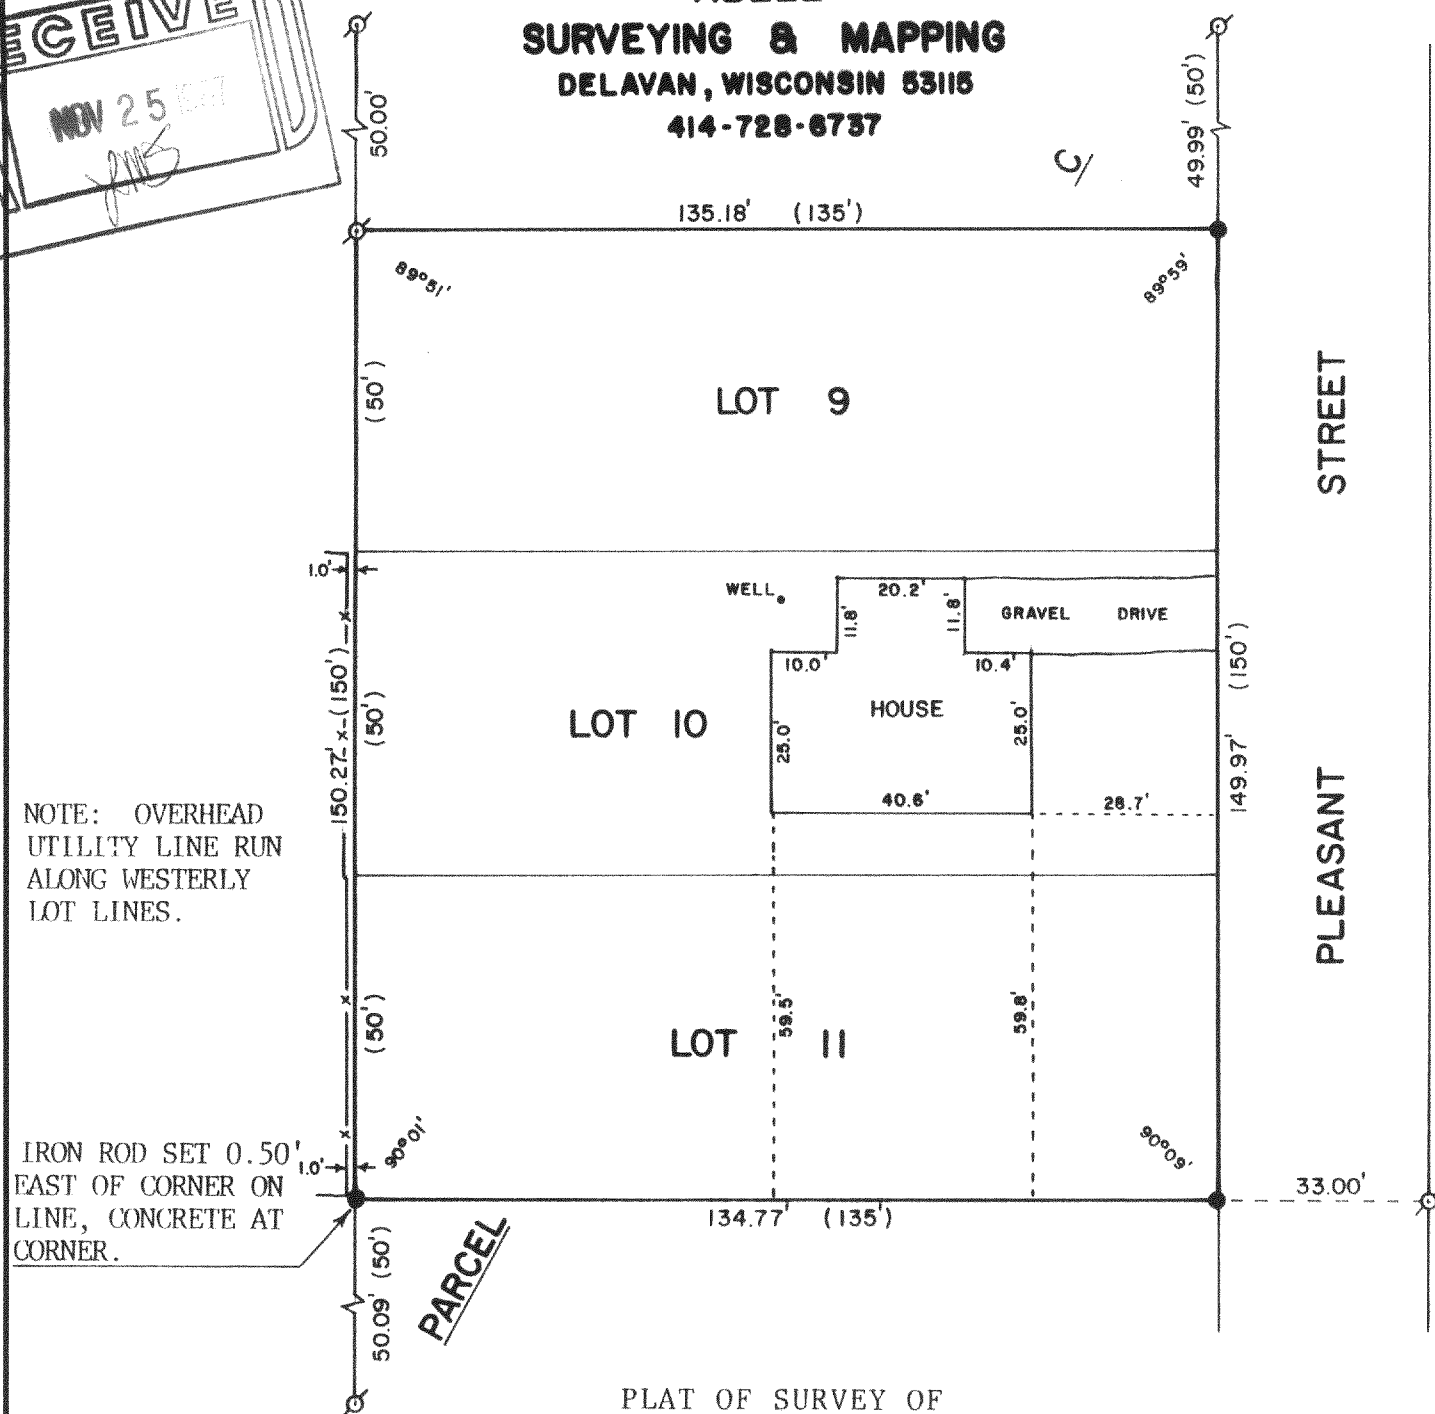 NOV 25
SURVEYING & MAPPING
DELAVAN, WISCONSIN 53115
414-728-6737
50.00'
49.99' (50')
C
135.18' (135')
89°51'
89°59'
(50')
LOT 9
STREET
1.0'
WELL
20.2'
11.8'
11.8'
GRAVEL DRIVE
10.0'
10.4'
150.27'-x-(150')
(50')
LOT 10
HOUSE
25.0'
25.0'
149.97' (150')
40.6'
28.7'
PLEASANT
NOTE: OVERHEAD
UTILITY LINE RUN
ALONG WESTERLY
LOT LINES.
(50')
59.5'
59.8'
LOT 11
90°01'
90°09'
IRON ROD SET 0.50'
EAST OF CORNER ON
LINE, CONCRETE AT
CORNER.
1.0'
33.00'
134.77' (135')
PARCEL
50.09' (50')
PLAT OF SURVEY OF